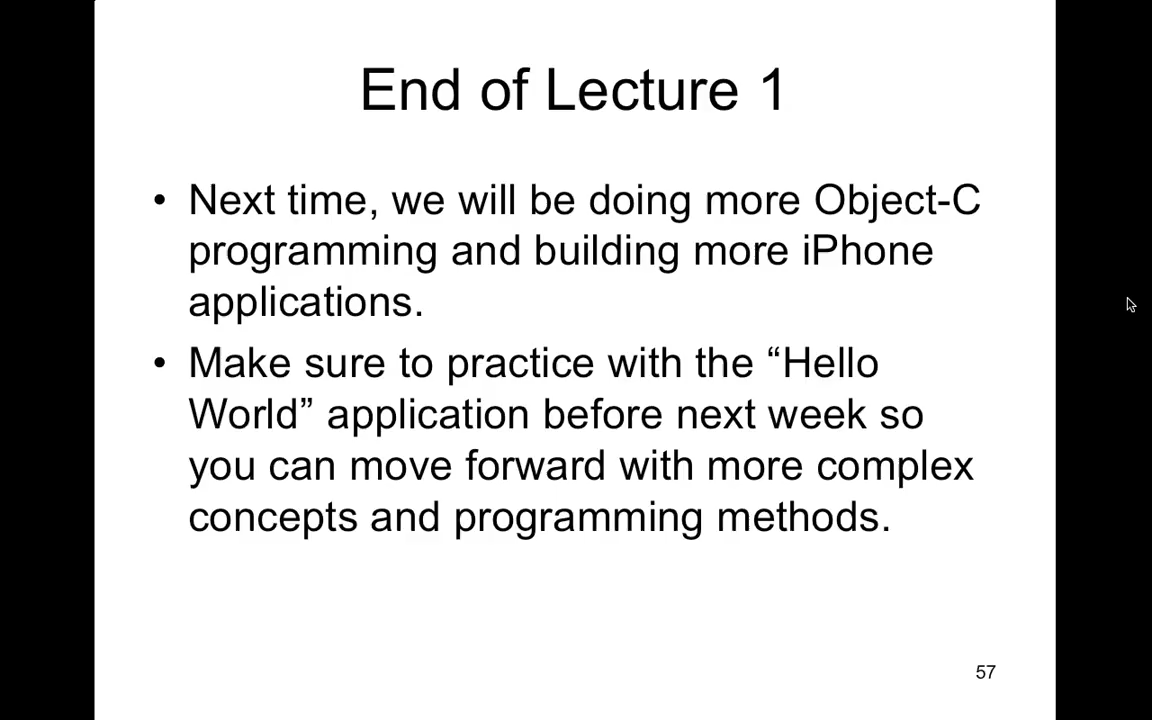 End of Lecture 1
• Next time, we will be doing more Object-C
programming and building more iPhone
applications.
• Make sure to practice with the “Hello
World” application before next week so
you can move forward with more complex
concepts and programming methods.
57